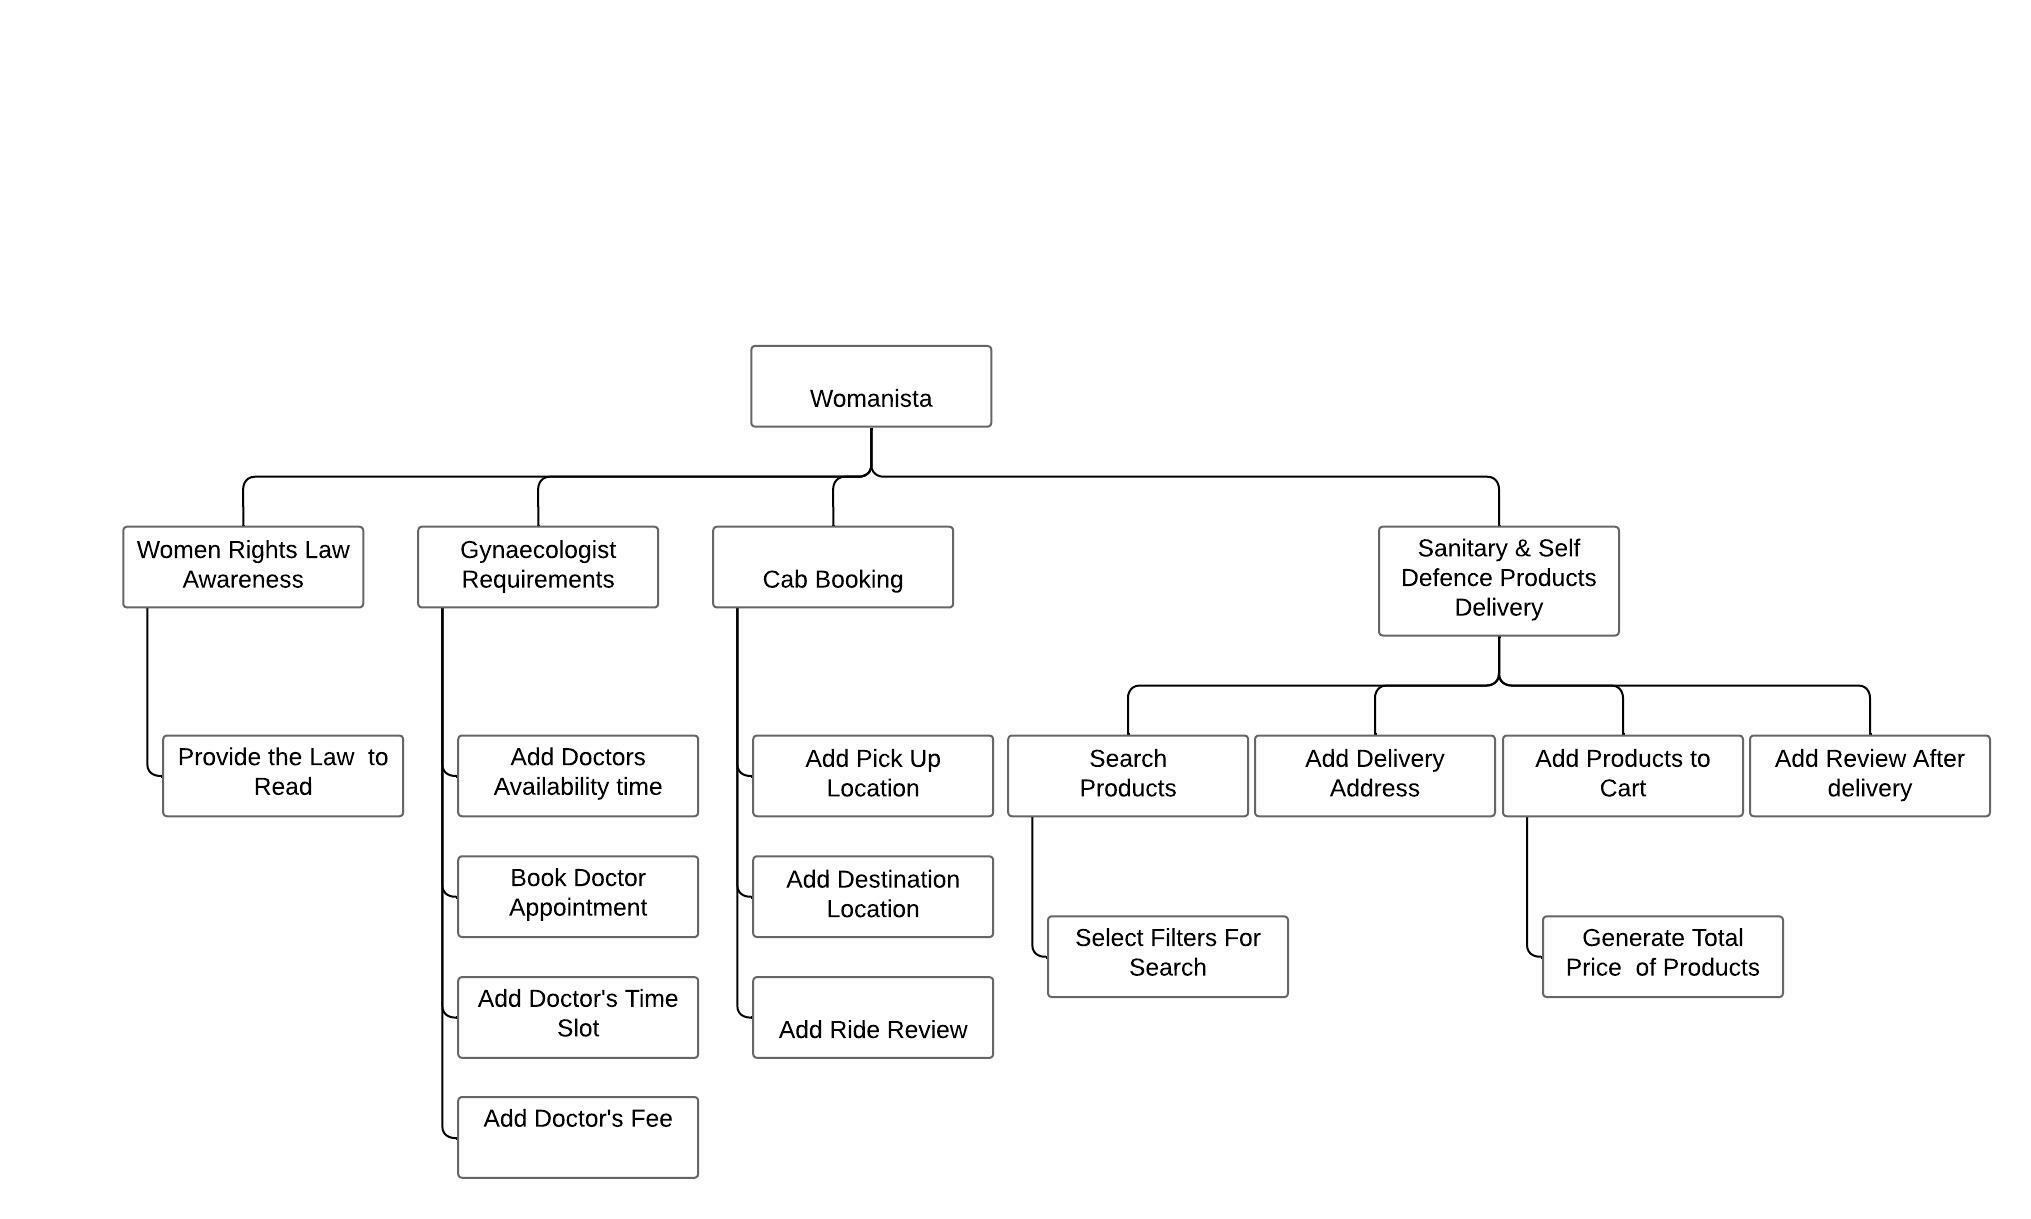 Womanista
Women Rights Law
Awareness
Gynaecologist
Requirements
Cab Booking
Sanitary & Self
Defence Products
Delivery
Provide the Law  to
Read
Add Doctors
Availability time
Add Pick Up
Location
Search
Products
Add Delivery
Address
Add Products to
Cart
Add Review After
delivery
Book Doctor
Appointment
Add Destination
Location
Select Filters For
Search
Generate Total
Price  of Products
Add Doctor's Time
Slot
Add Ride Review
Add Doctor's Fee